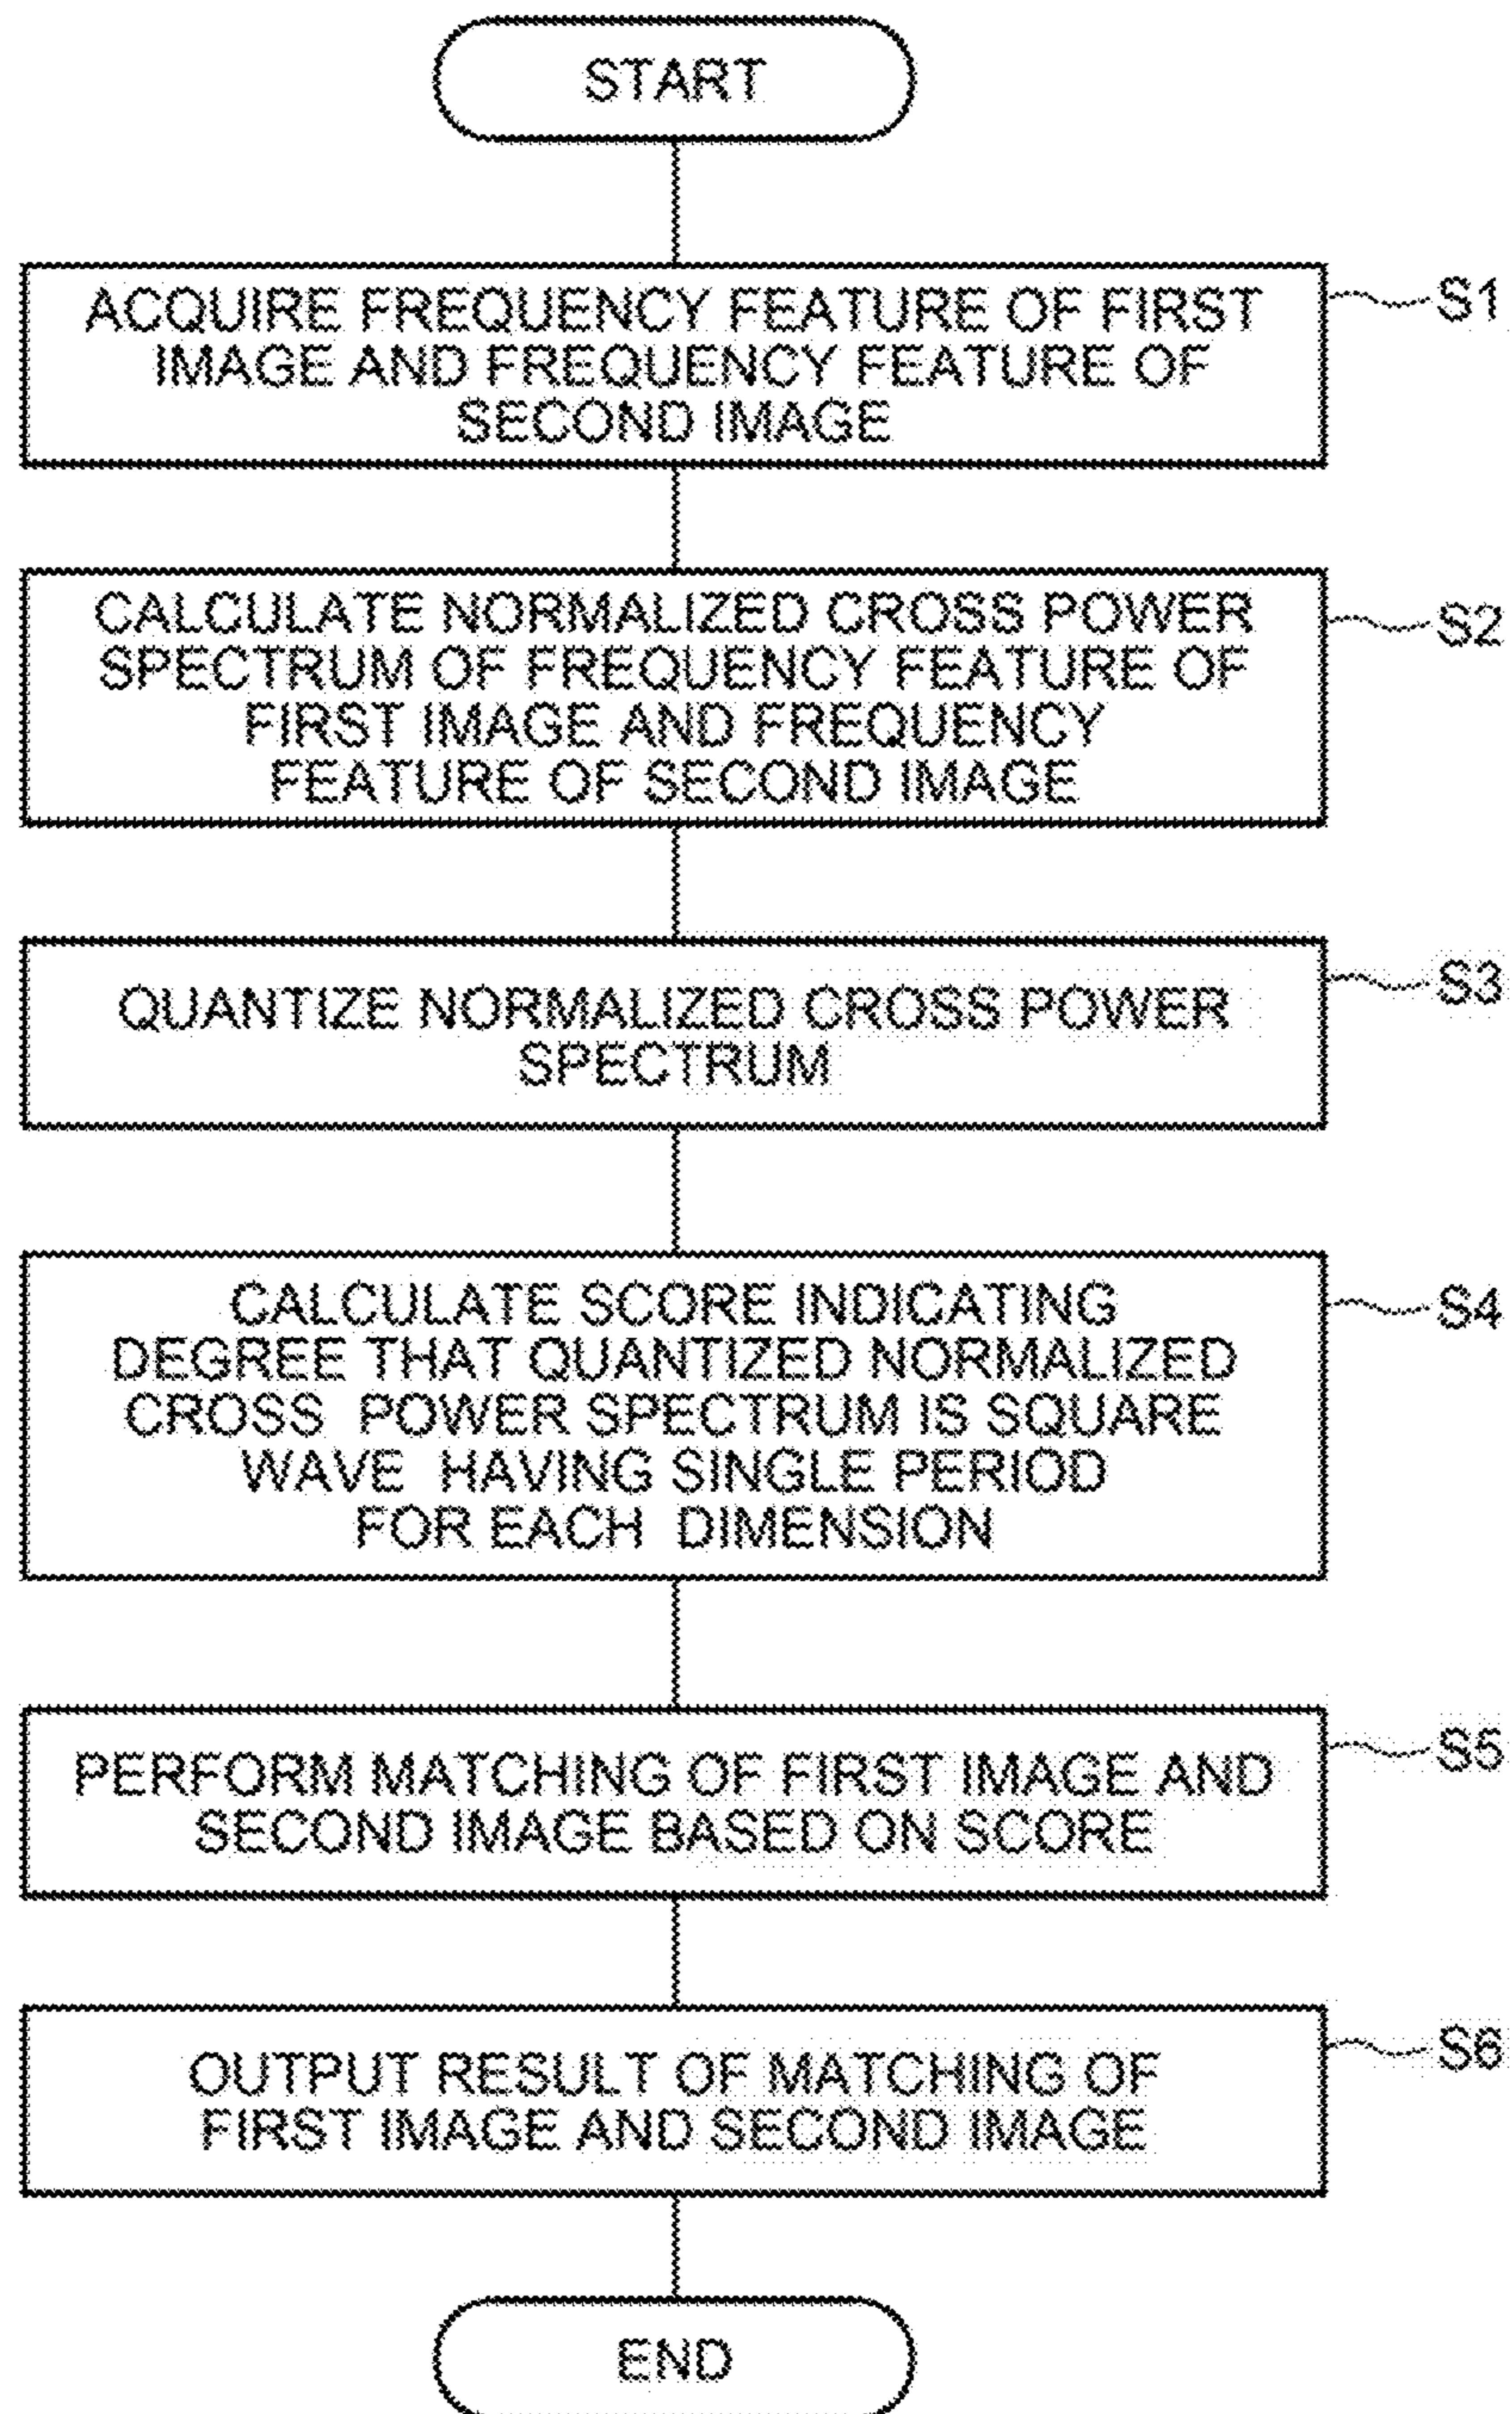 START
ACQUIRE FREQUENCY FEATURE OF FIRST
IMAGE AND FREQUENCY FEATURE OF
SECOND IMAGE
S1
CALCULATE NORMALIZED CROSS POWER
SPECTRUM OF FREQUENCY FEATURE OF
FIRST IMAGE AND FREQUENCY
FEATURE OF SECOND IMAGE
S2
QUANTIZE NORMALIZED CROSS POWER
SPECTRUM
S3
CALCULATE SCORE INDICATING
DEGREE THAT QUANTIZED NORMALIZED
CROSS POWER SPECTRUM IS SQUARE
WAVE HAVING SINGLE PERIOD
FOR EACH DIMENSION
S4
PERFORM MATCHING OF FIRST IMAGE AND
SECOND IMAGE BASED ON SCORE
S5
OUTPUT RESULT OF MATCHING OF
FIRST IMAGE AND SECOND IMAGE
S6
END